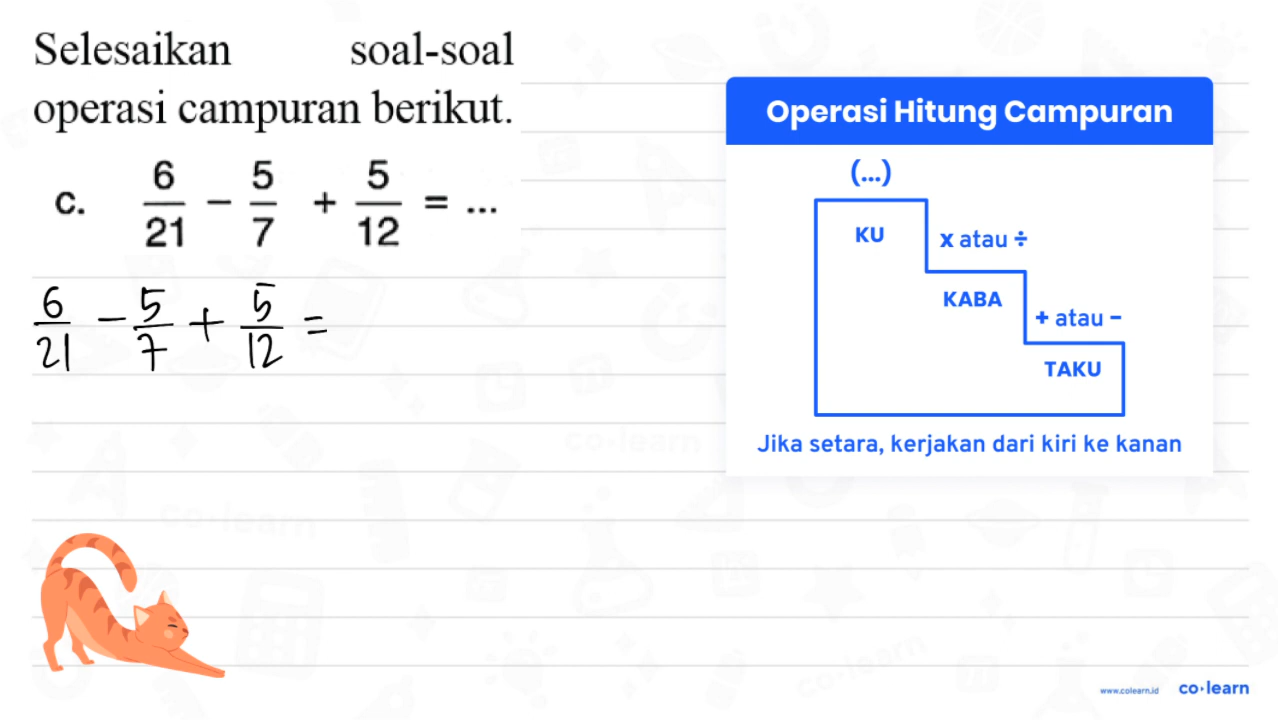 Selesaikan soal-soal
operasi campuran berikut.
c. 6/21 − 5/7 + 5/12 = ...
6/21 − 5/7 + 5/12 =
Operasi Hitung Campuran
(...)
KU
x atau ÷
KABA
+ atau −
TAKU
Jika setara, kerjakan dari kiri ke kanan
www.colearn.id co·learn